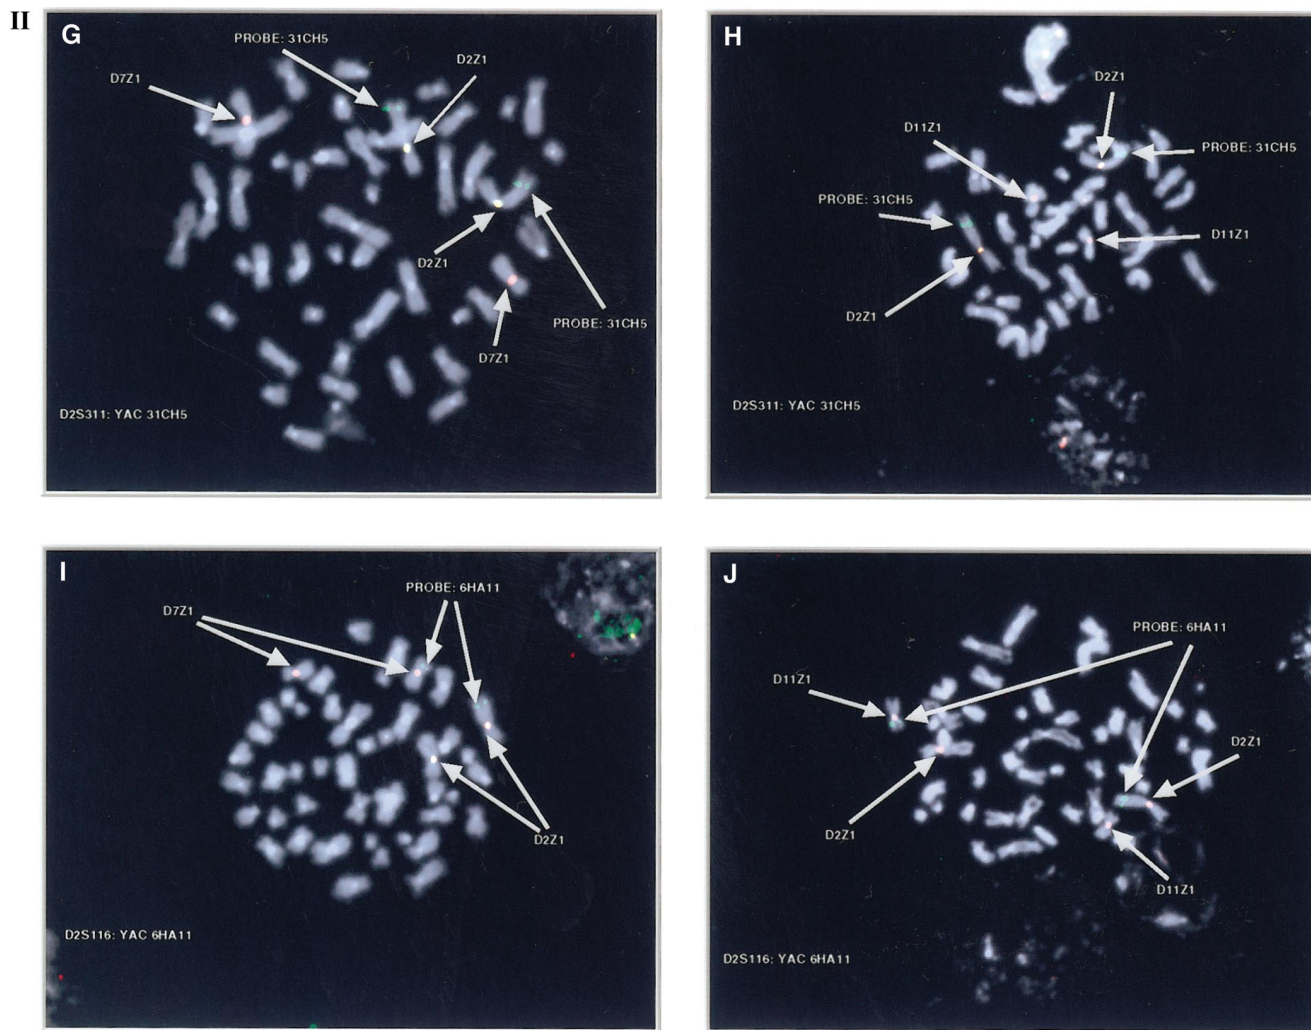 II
G
PROBE: 31CH5
D2Z1
D7Z1
D2Z1
PROBE: 31CH5
D7Z1
D2S311: YAC 31CH5
H
D2Z1
D11Z1
PROBE: 31CH5
PROBE: 31CH5
D11Z1
D2Z1
D2S311: YAC 31CH5
I
PROBE: 6HA11
D7Z1
D2Z1
D2S116: YAC 6HA11
J
PROBE: 6HA11
D11Z1
D2Z1
D2Z1
D11Z1
D2S116: YAC 6HA11